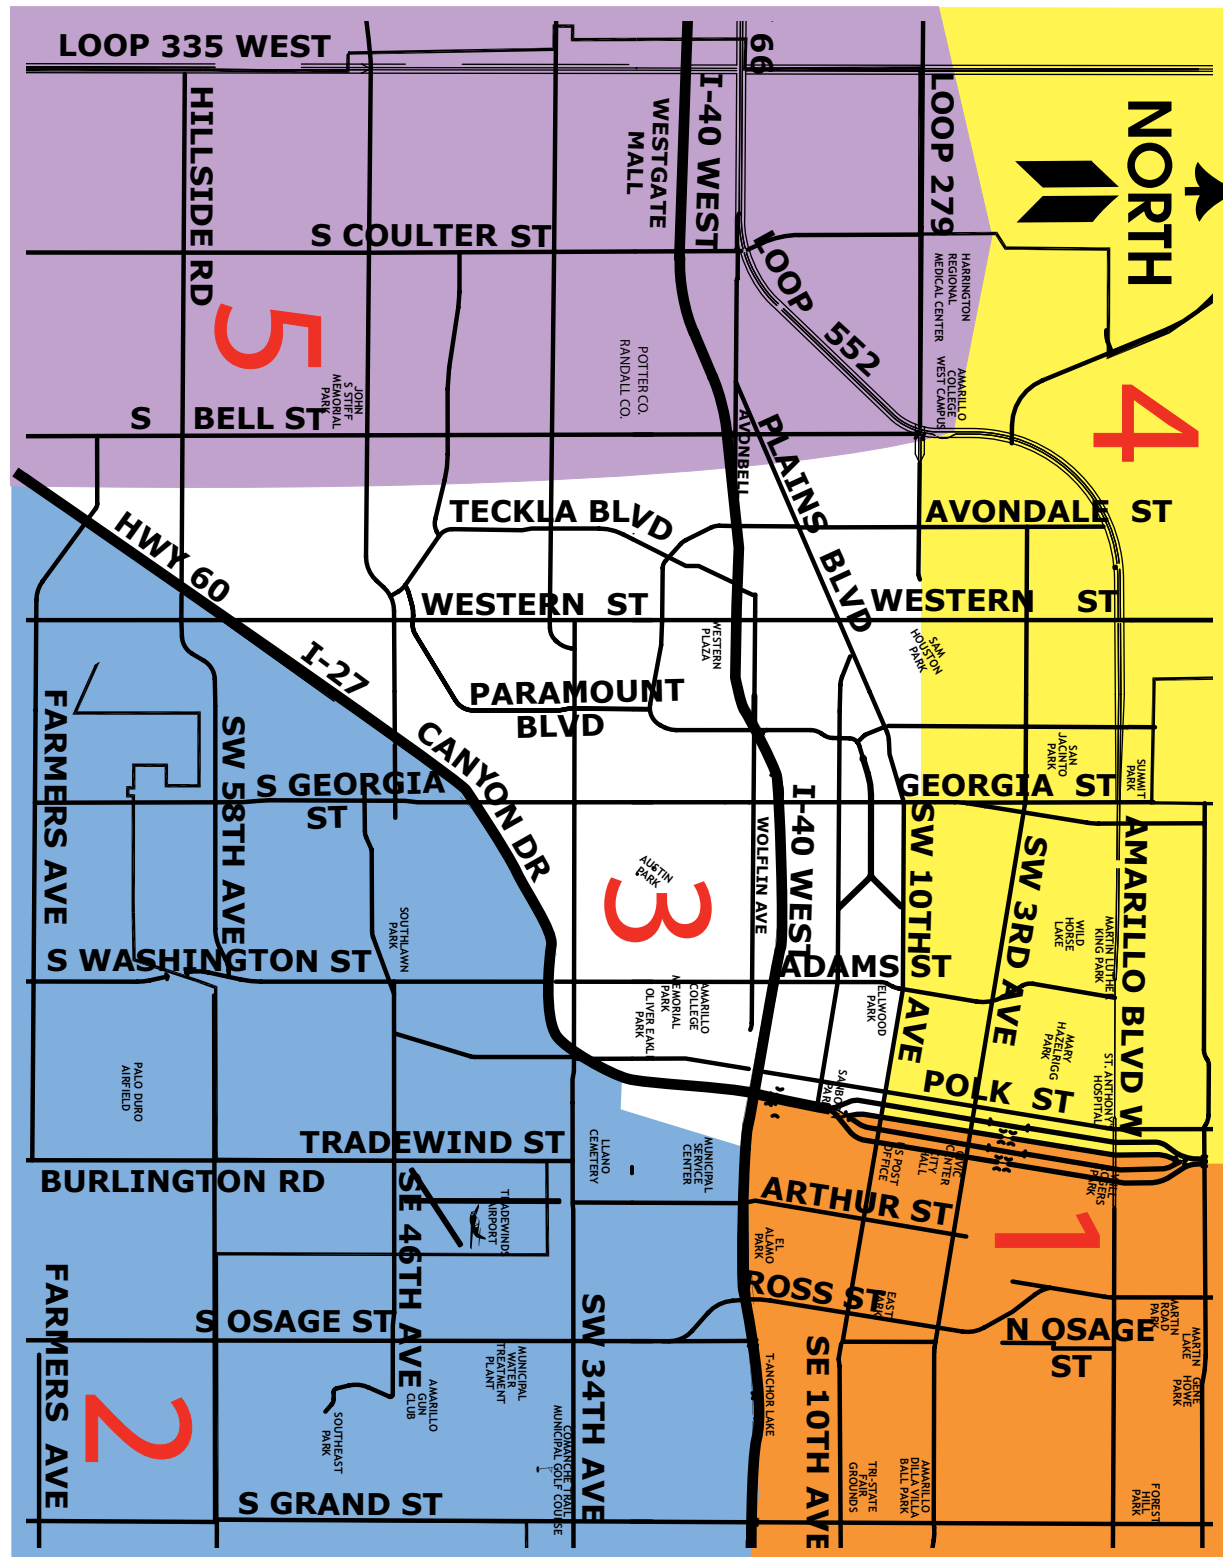 LOOP 335 WEST
66
I-40 WEST
LOOP 279
NORTH
HILLSIDE RD
WESTGATE
MALL
S COULTER ST
LOOP 552
HARRINGTON
REGIONAL
MEDICAL CENTER
5
POTTER CO.
RANDALL CO.
JOHN
S STIFF
MEMORIAL
PARK
AMARILLO
COLLEGE
WEST CAMPUS
4
S BELL ST
AVONBELL
PLAINS BLVD
TECKLA BLVD
AVONDALE ST
HWY 60
WESTERN ST
WESTERN ST
WESTERN
PLAZA
SAM
HOUSTON
PARK
I-27
PARAMOUNT
BLVD
FARMERS AVE
SW 58TH AVE
CANYON DR
SAN
JACINTO
PARK
SUMMIT
PARK
S GEORGIA
ST
GEORGIA ST
I-40 WEST
WOLFLIN AVE
SW 10TH AVE
SW 3RD AVE
AMARILLO BLVD W
AUSTIN
PARK
3
SOUTHLAWN
PARK
WILD
HORSE
LAKE
MARTIN LUTHER
KING PARK
S WASHINGTON ST
ADAMS ST
AMARILLO
COLLEGE
MEMORIAL
PARK
OLIVER EAKLE
PARK
ELLWOOD
PARK
MARY
HAZELRIGG
PARK
PALO DURO
AIRFIELD
ST. ANTHONY'S
HOSPITAL
SANBORN
PARK
POLK ST
TRADEWIND ST
LLANO
CEMETERY
MUNICIPAL
SERVICE
CENTER
US POST
OFFICE
CIVIC
CENTER
CITY
HALL
WILL
ROGERS
PARK
BURLINGTON RD
SE 46TH AVE
TRADEWINDS
AIRPORT
ARTHUR ST
1
EL
ALAMO
PARK
FARMERS AVE
ROSS ST
EAST
PARK
S OSAGE ST
SW 34TH AVE
N OSAGE
ST
MARTIN
ROAD
PARK
MARTIN
LAKE
GENE
HOWE
PARK
SE 10TH AVE
MUNICIPAL
WATER
TREATMENT
PLANT
T-ANCHOR LAKE
2
AMARILLO
GUN
CLUB
SOUTHEAST
PARK
COMANCHE TRAIL
MUNICIPAL GOLF COURSE
TRI-STATE
FAIR
GROUNDS
AMARILLO
DILLA VILLA
BALL PARK
FOREST
HILL
PARK
S GRAND ST